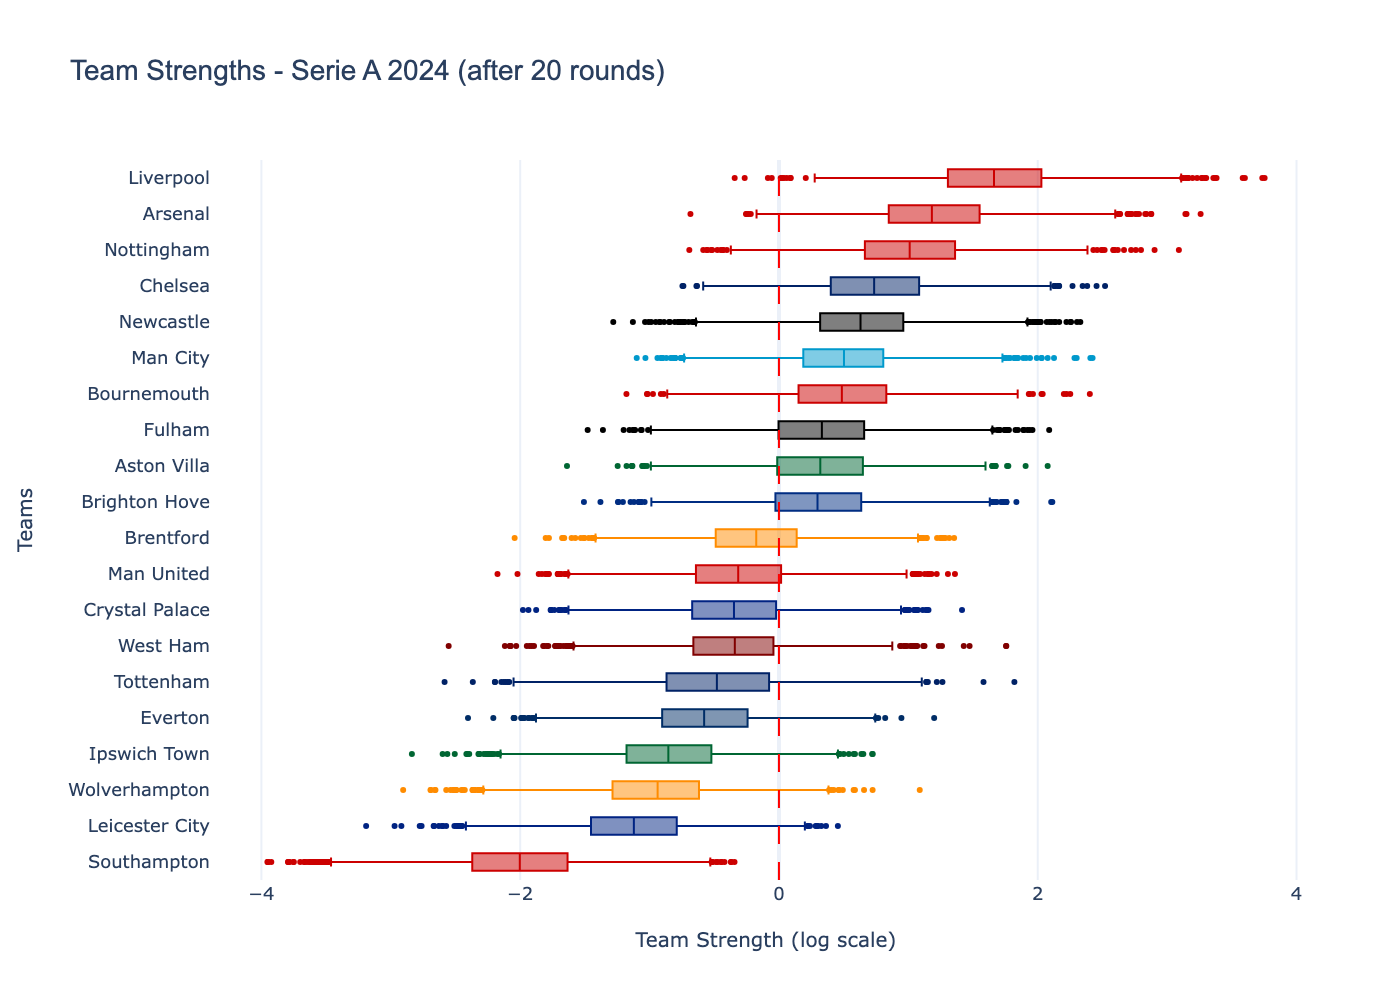 Team Strengths - Serie A 2024 (after 20 rounds)
Liverpool
Arsenal
Nottingham
Chelsea
Newcastle
Man City
Bournemouth
Fulham
Aston Villa
Brighton Hove
Brentford
Man United
Crystal Palace
West Ham
Tottenham
Everton
Ipswich Town
Wolverhampton
Leicester City
Southampton
Teams
−4 −2 0 2 4
Team Strength (log scale)